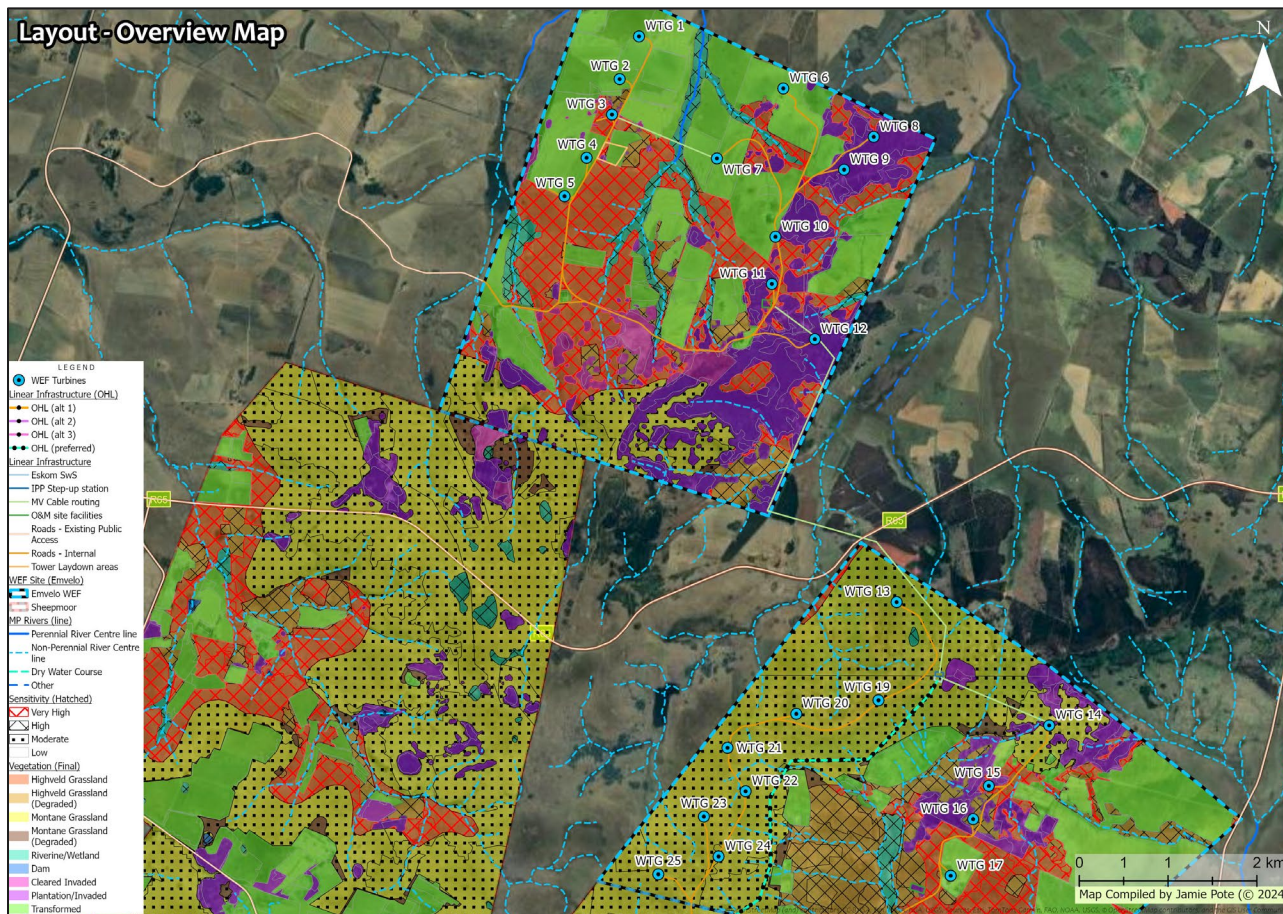 Layout - Overview Map
N
WTG 1
WTG 2
WTG 6
WTG 3
WTG 8
WTG 4
WTG 7
WTG 9
WTG 5
WTG 10
WTG 11
WTG 12
LEGEND
WEF Turbines
Linear Infrastructure (OHL)
OHL (alt 1)
OHL (alt 2)
OHL (alt 3)
OHL (preferred)
Linear Infrastructure
Eskom SwS
IPP Step-up station
MV Cable routing
O&M site facilities
Roads - Existing Public
Access
Roads - Internal
Tower Laydown areas
WEF Site (Emvelo)
Emvelo WEF
Sheepmoor
MP Rivers (line)
Perennial River Centre line
Non-Perennial River Centre
line
Dry Water Course
Other
Sensitivity (Hatched)
Very High
High
Moderate
Low
Vegetation (Final)
Highveld Grassland
Highveld Grassland
(Degraded)
Montane Grassland
Montane Grassland
(Degraded)
Riverine/Wetland
Dam
Cleared Invaded
Plantation/Invaded
Transformed
R65
R65
WTG 13
WTG 19
WTG 20
WTG 14
WTG 21
WTG 15
WTG 22
WTG 23
WTG 16
WTG 24
WTG 25
WTG 17
0 1 1 2 km
Map Compiled by Jamie Pote (© 2024